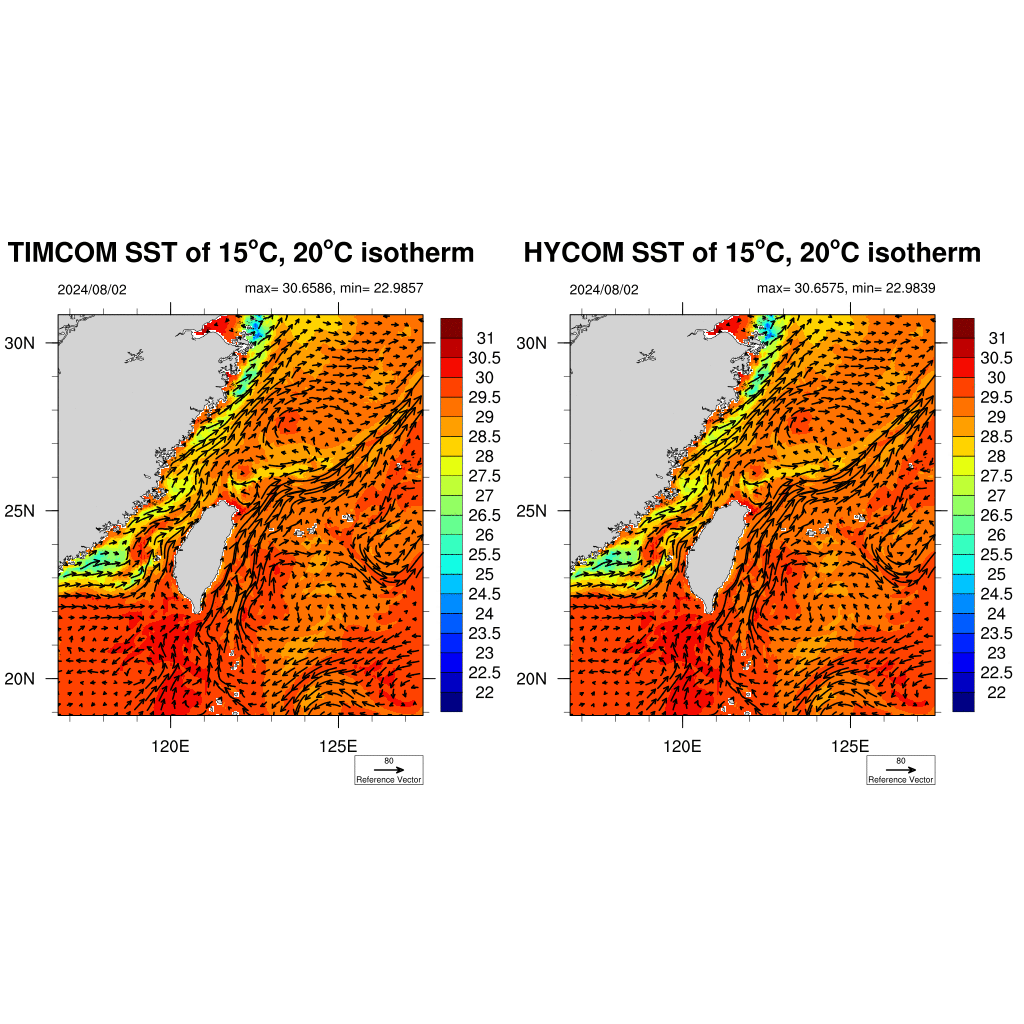 TIMCOM SST of 15°C, 20°C isotherm
2024/08/02
max= 30.6586, min= 22.9857
30N
25N
20N
120E
125E
31
30.5
30
29.5
29
28.5
28
27.5
27
26.5
26
25.5
25
24.5
24
23.5
23
22.5
22
80
Reference Vector
HYCOM SST of 15°C, 20°C isotherm
2024/08/02
max= 30.6575, min= 22.9839
30N
25N
20N
120E
125E
31
30.5
30
29.5
29
28.5
28
27.5
27
26.5
26
25.5
25
24.5
24
23.5
23
22.5
22
80
Reference Vector